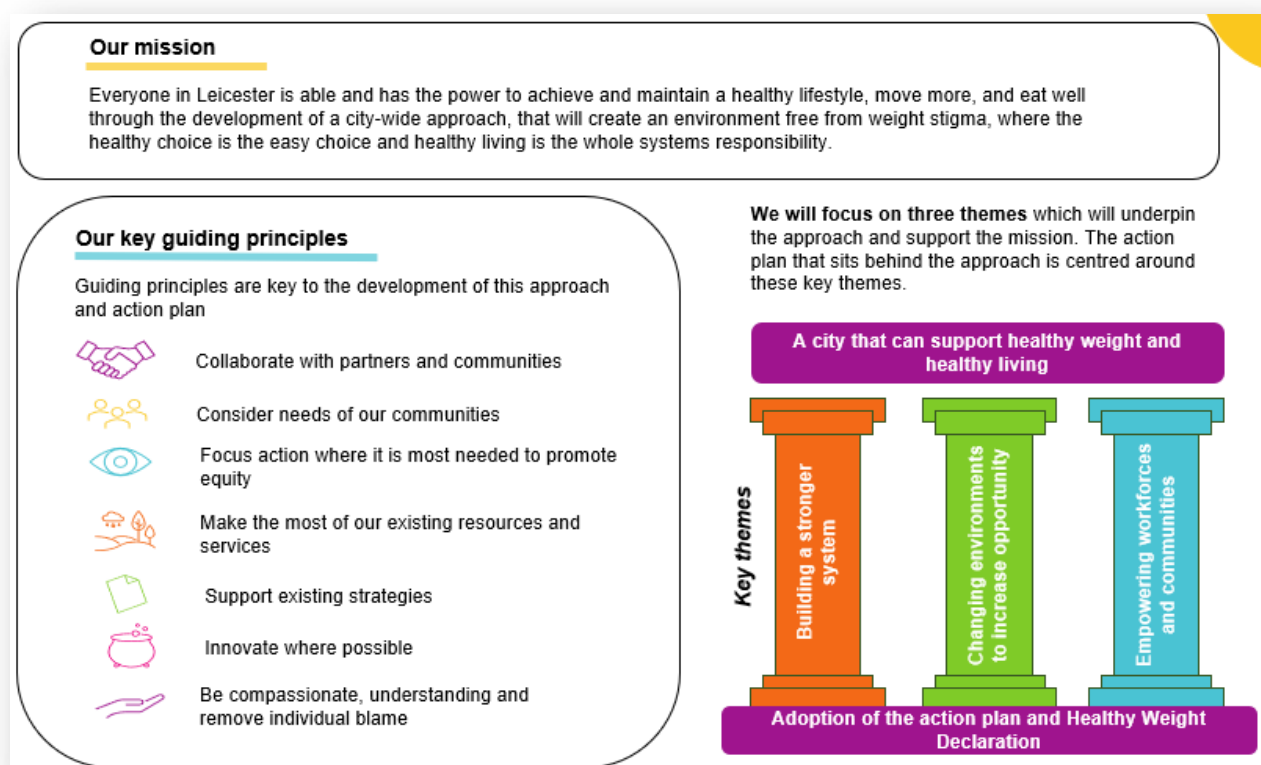 Our mission
Everyone in Leicester is able and has the power to achieve and maintain a healthy lifestyle, move more, and eat well
through the development of a city-wide approach, that will create an environment free from weight stigma, where the
healthy choice is the easy choice and healthy living is the whole systems responsibility.
Our key guiding principles
Guiding principles are key to the development of this approach
and action plan
Collaborate with partners and communities
Consider needs of our communities
Focus action where it is most needed to promote
equity
Make the most of our existing resources and
services
Support existing strategies
Innovate where possible
Be compassionate, understanding and
remove individual blame
We will focus on three themes which will underpin
the approach and support the mission. The action
plan that sits behind the approach is centred around
these key themes.
A city that can support healthy weight and
healthy living
Key themes
Building a stronger
system
Changing environments
to increase opportunity
Empowering workforces
and communities
Adoption of the action plan and Healthy Weight
Declaration